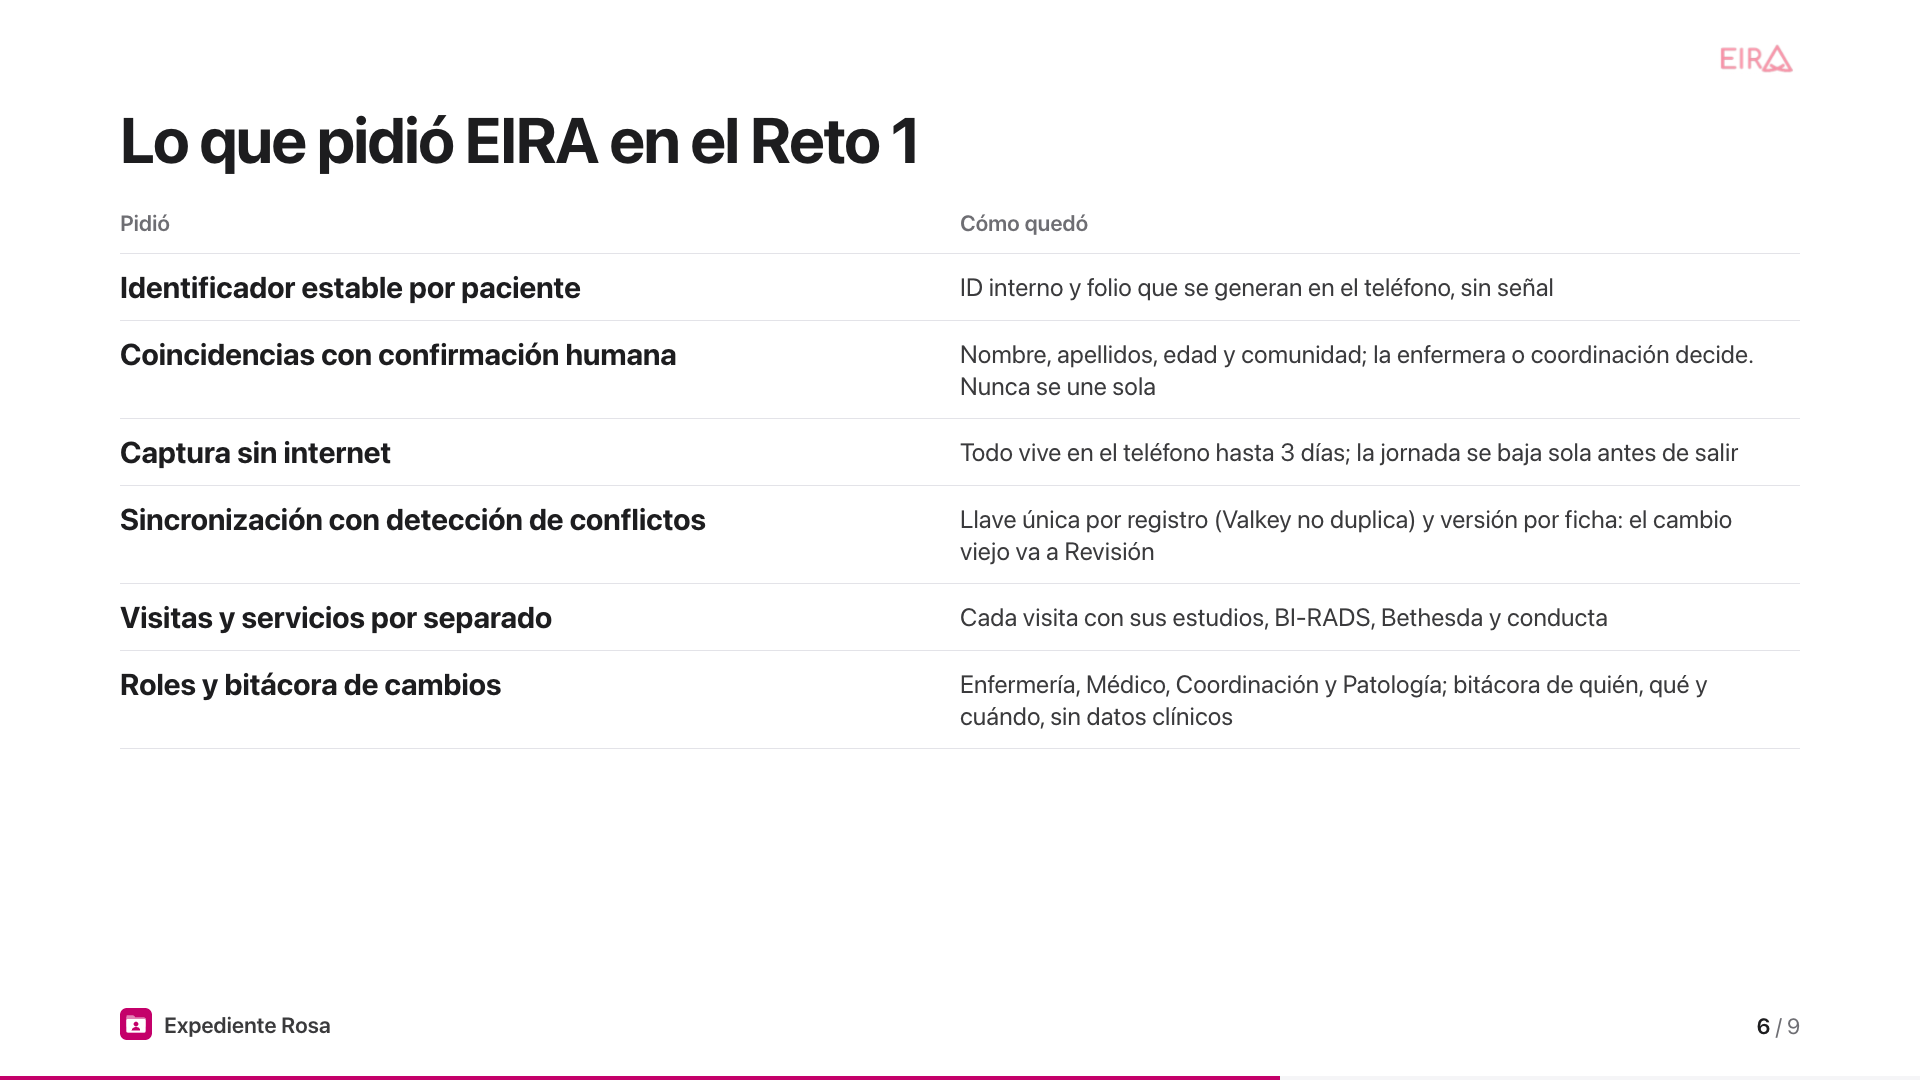 EIRA
Lo que pidió EIRA en el Reto 1
Pidió
Cómo quedó
Identificador estable por paciente
ID interno y folio que se generan en el teléfono, sin señal
Coincidencias con confirmación humana
Nombre, apellidos, edad y comunidad; la enfermera o coordinación decide.
Nunca se une sola
Captura sin internet
Todo vive en el teléfono hasta 3 días; la jornada se baja sola antes de salir
Sincronización con detección de conflictos
Llave única por registro (Valkey no duplica) y versión por ficha: el cambio
viejo va a Revisión
Visitas y servicios por separado
Cada visita con sus estudios, BI-RADS, Bethesda y conducta
Roles y bitácora de cambios
Enfermería, Médico, Coordinación y Patología; bitácora de quién, qué y
cuándo, sin datos clínicos
Expediente Rosa
6 / 9